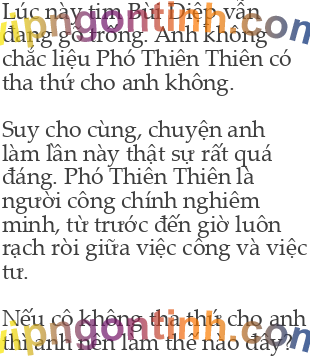 Lúc này tim Bùi Diệp vẫn
đang gõ trống. Anh không
chắc liệu Phó Thiên Thiên có
tha thứ cho anh không.
Suy cho cùng, chuyện anh
làm lần này thật sự rất quá
đáng. Phó Thiên Thiên là
người công chính nghiêm
minh, từ trước đến giờ luôn
rạch ròi giữa việc công và việc
tư.
Nếu cô không tha thứ cho anh
thì anh nên làm thế nào đây?
vipngontinh.com
vipngontinh.com